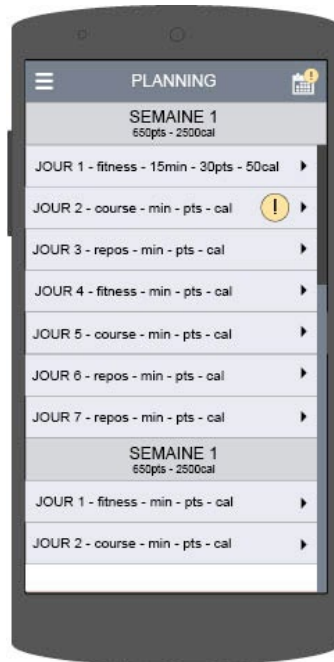 PLANNING
!
SEMAINE 1
650pts - 2500cal
JOUR 1 - fitness - 15min - 30pts - 50cal
JOUR 2 - course - min - pts - cal
!
JOUR 3 - repos - min - pts - cal
JOUR 4 - fitness - min - pts - cal
JOUR 5 - course - min - pts - cal
JOUR 6 - repos - min - pts - cal
JOUR 7 - repos - min - pts - cal
SEMAINE 1
650pts - 2500cal
JOUR 1 - fitness - min - pts - cal
JOUR 2 - course - min - pts - cal